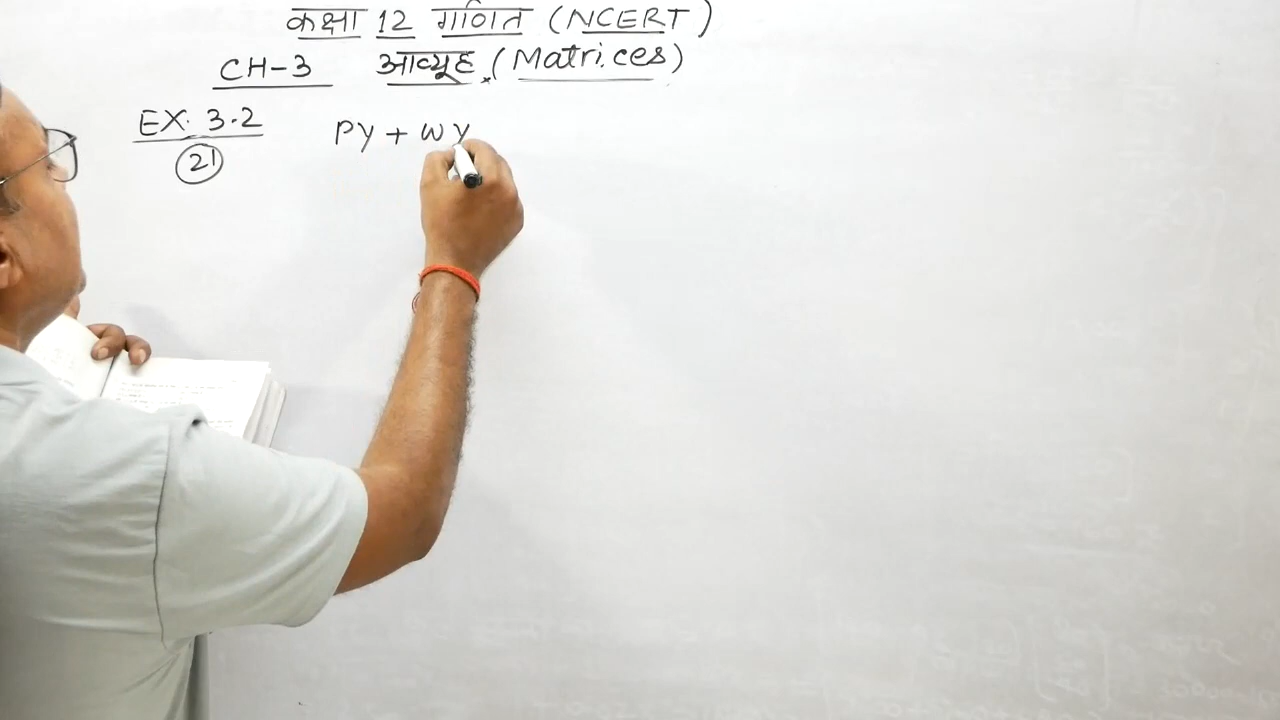 कक्षा 12 गणित (NCERT)
CH-3 आव्यूह (Matrices)
EX. 3.2 PY + WY
21